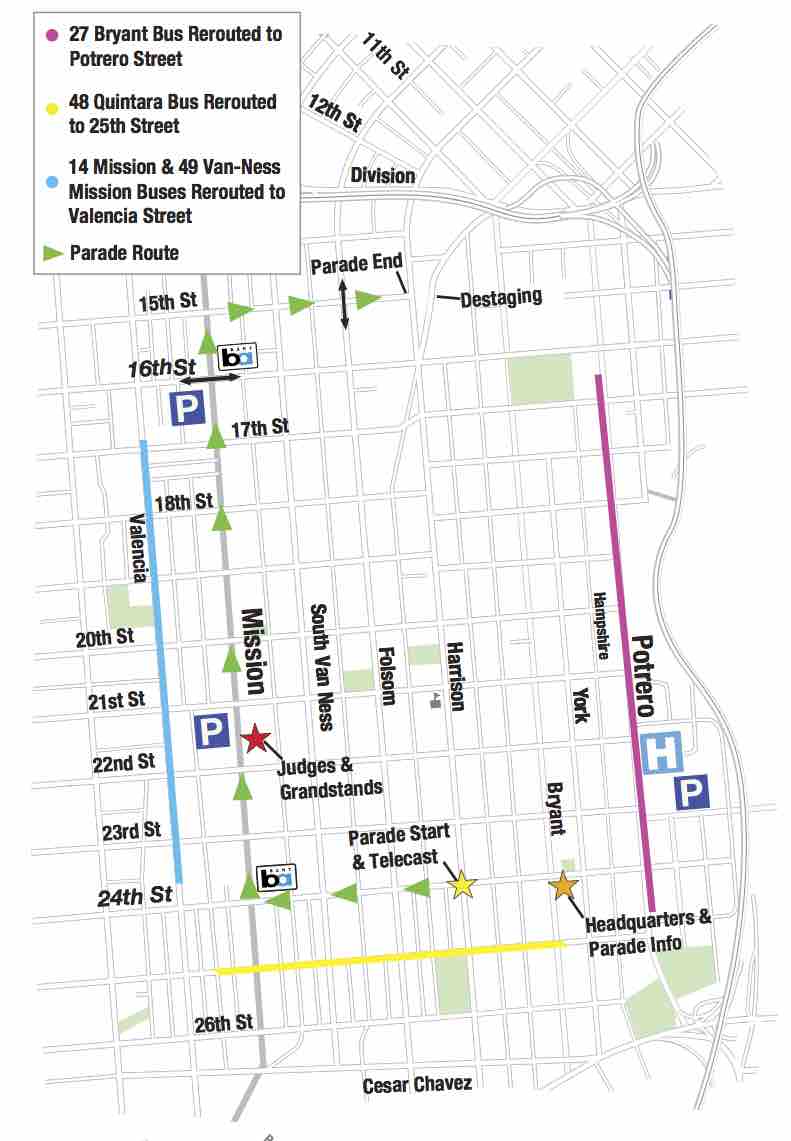 27 Bryant Bus Rerouted to
Potrero Street
48 Quintara Bus Rerouted
to 25th Street
14 Mission & 49 Van-Ness
Mission Buses Rerouted to
Valencia Street
Parade Route
11th St
12th St
Division
Parade End
Destaging
15th St
16th St
ba
P
17th St
18th St
Valencia
Hampshire
20th St
Mission
South Van Ness
Folsom
Harrison
Potrero
21st St
York
P
H
22nd St
Judges &
Grandstands
P
Bryant
23rd St
Parade Start
& Telecast
ba
24th St
Headquarters &
Parade Info
26th St
Cesar Chavez